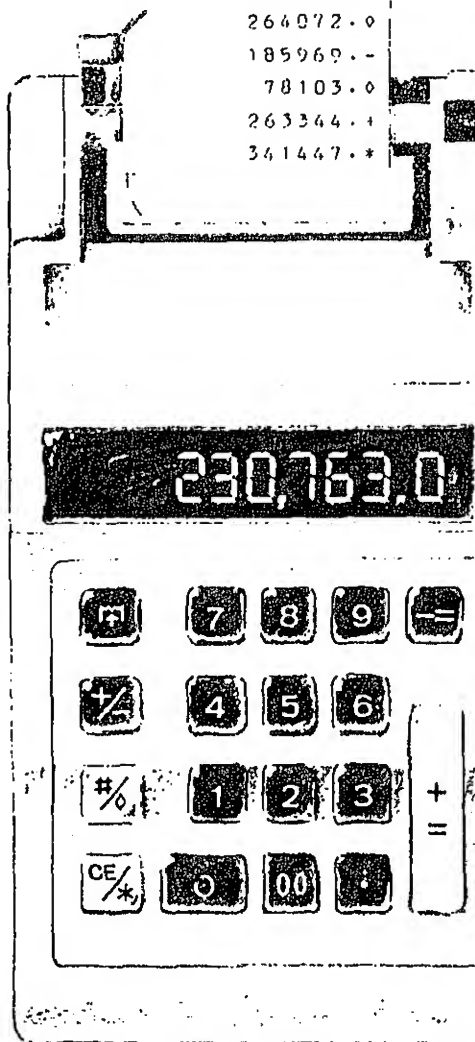 264072.◊
185969.-
78103.◊
263344.+
341447.*
230,763.0
7 8 9 -=
+/- 4 5 6
#/◊ 1 2 3 +
=
CE/* 0 00 .